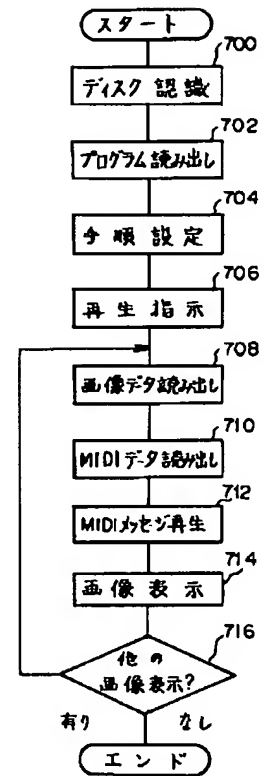 スタート
700
ディスク認識
702
プログラム読み出し
704
手順設定
706
再生指示
708
画像データ読み出し
710
MIDIデータ読み出し
712
MIDIメッセジ再生
714
画像表示
716
他の
画像表示?
有り なし
エンド